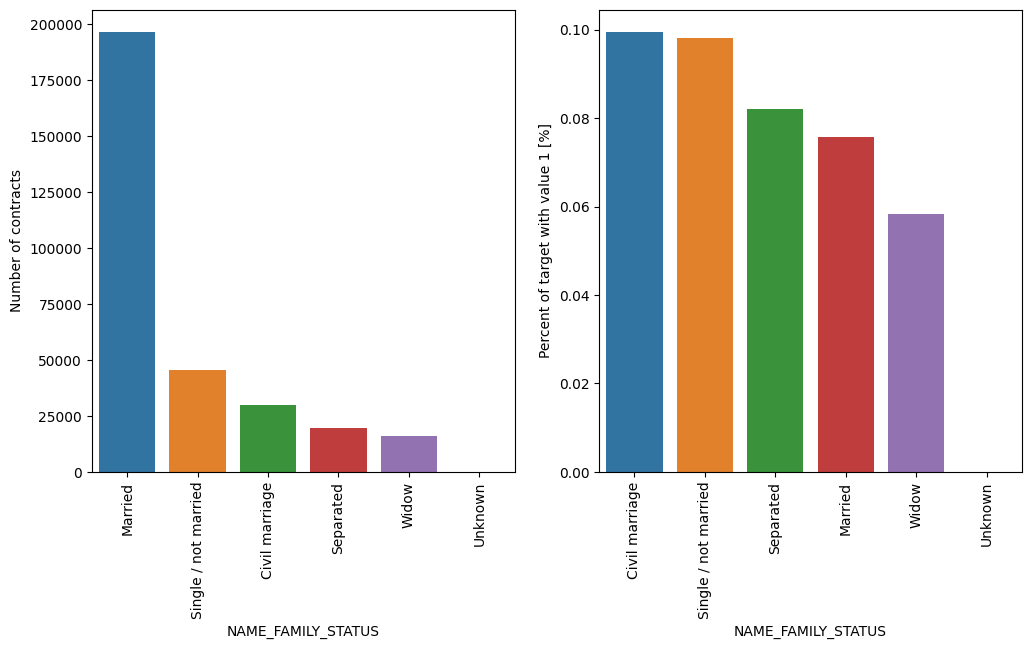 200000
175000
150000
125000
100000
75000
50000
25000
0
Number of contracts
Married
Single / not married
Civil marriage
Separated
Widow
Unknown
NAME_FAMILY_STATUS
0.10
0.08
0.06
0.04
0.02
0.00
Percent of target with value 1 [%]
Civil marriage
Single / not married
Separated
Married
Widow
Unknown
NAME_FAMILY_STATUS